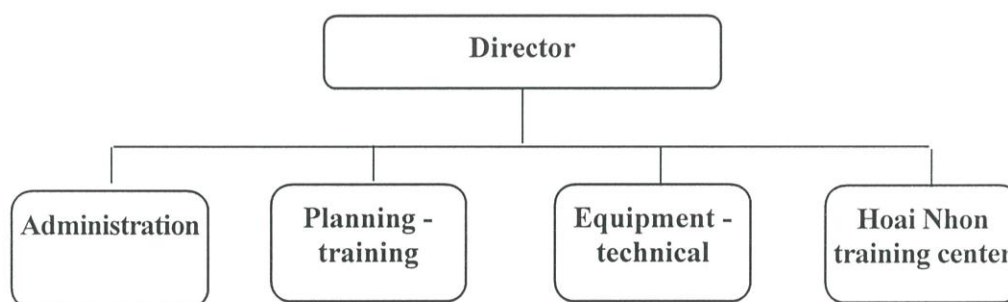 Director
Administration
Planning -
training
Equipment -
technical
Hoai Nhon
training center